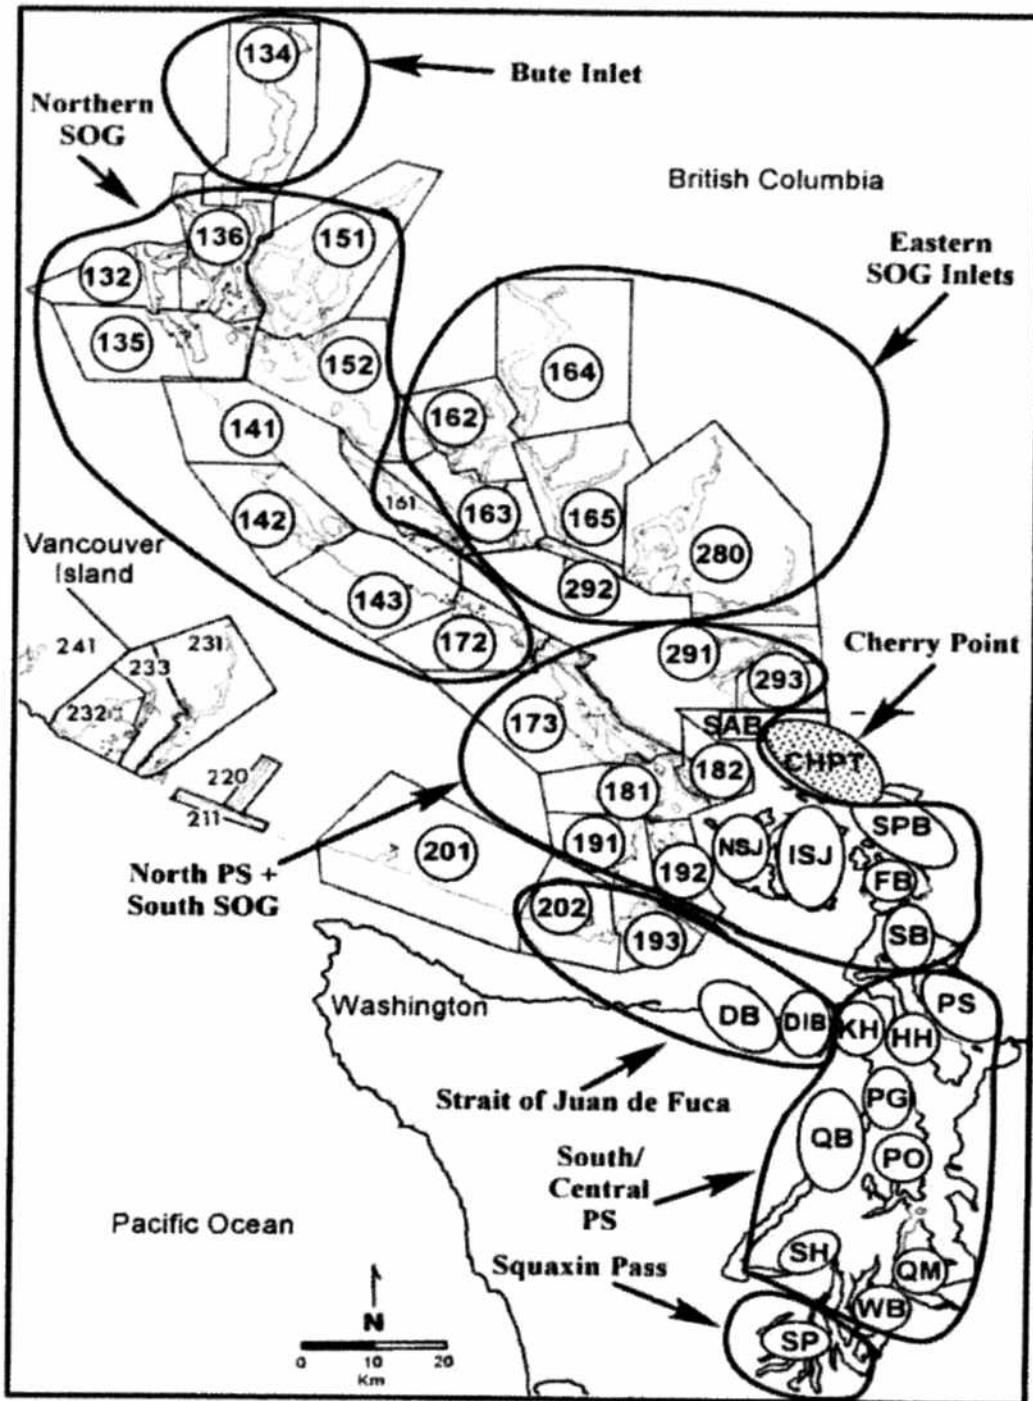 134
Bute Inlet
Northern
SOG
British Columbia
136
151
Eastern
SOG Inlets
132
135
152
164
162
141
161
163
165
142
280
Vancouver
Island
292
143
172
291
Cherry Point
241
231
233
293
232
173
SAB
CHPT
182
220
181
211
SPB
191
NSJ
ISJ
201
192
FB
North PS +
South SOG
202
SB
193
Washington
PS
DB
DIB
KH
HH
PG
Strait of Juan de Fuca
QB
PO
South/
Central
PS
Pacific Ocean
SH
Squaxin Pass
QM
WB
N
SP
0 10 20
Km